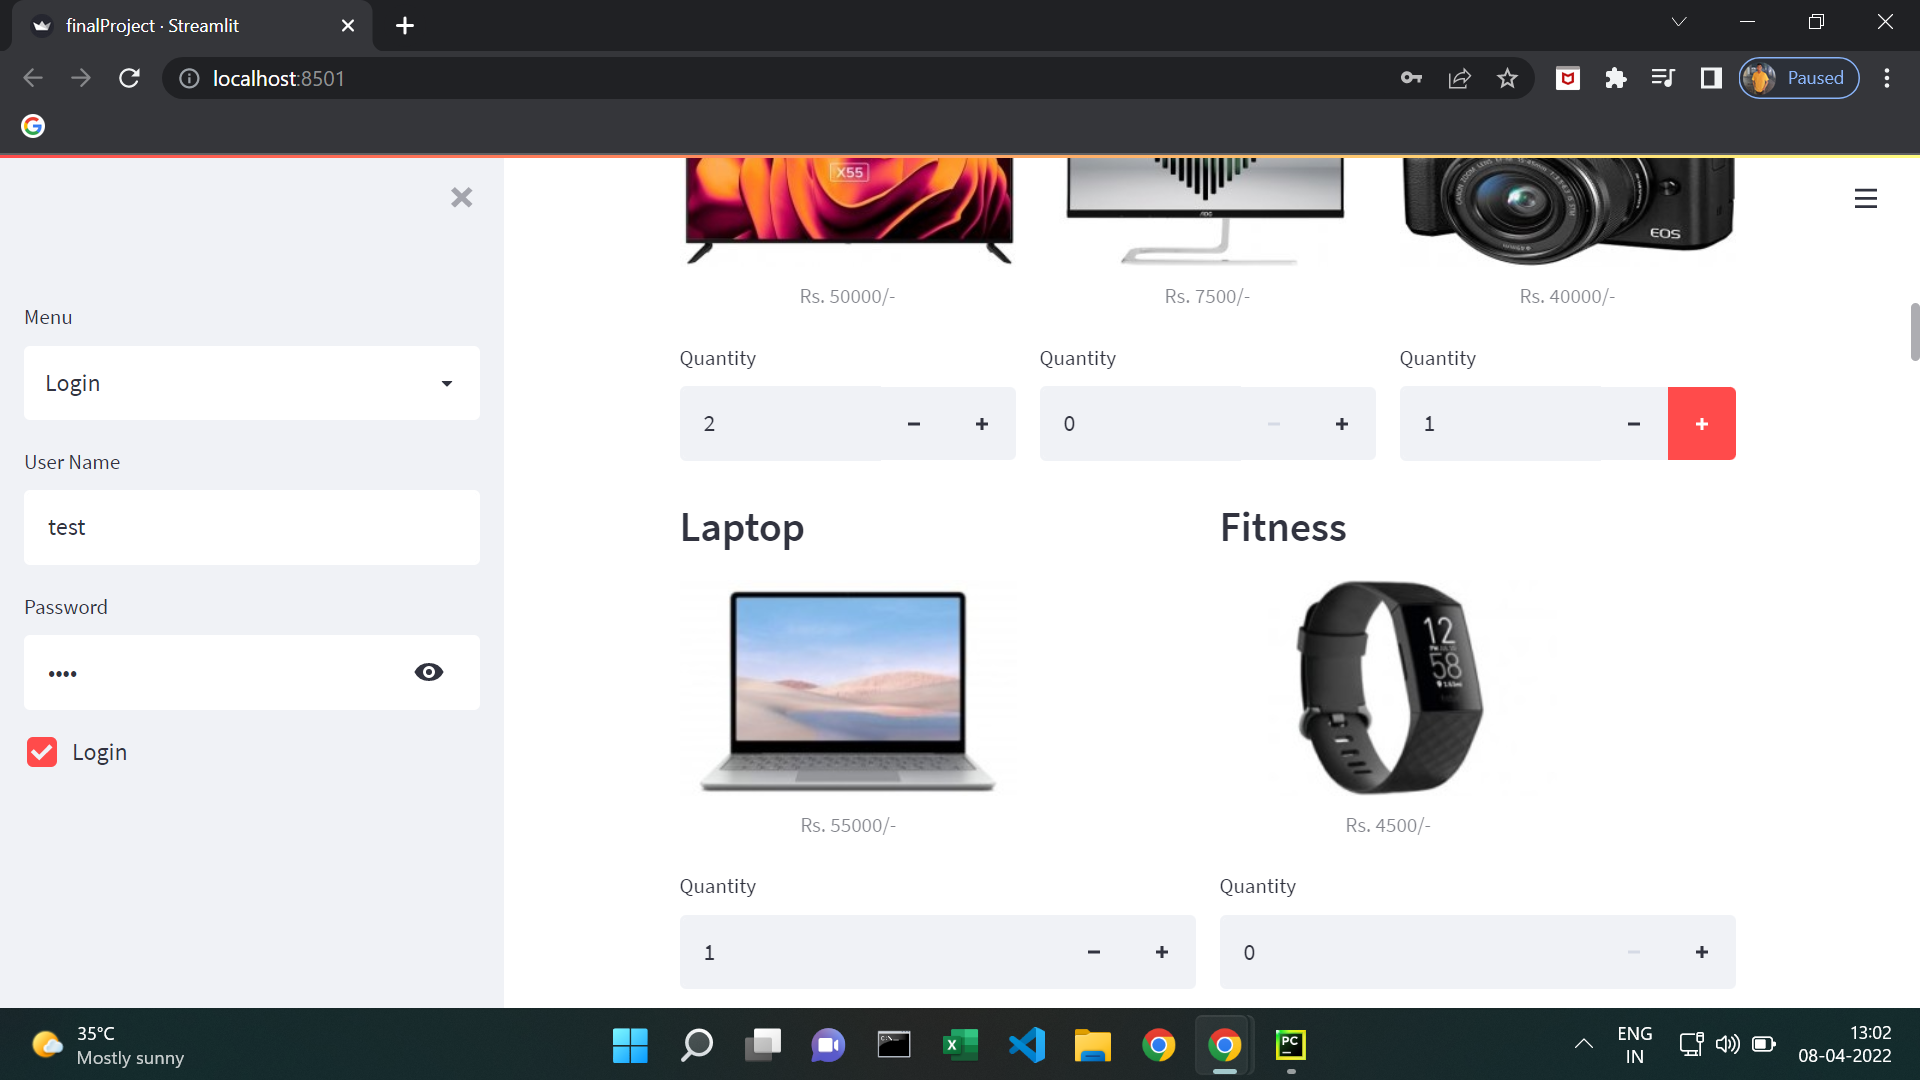 finalProject · Streamlit
localhost:8501
Paused
Menu
Login
User Name
test
Password
••••
Login
X55
AOC
EOS
Rs. 50000/-
Rs. 7500/-
Rs. 40000/-
Quantity
Quantity
Quantity
2
0
1
Laptop
Fitness
12
58
Rs. 55000/-
Rs. 4500/-
Quantity
Quantity
1
0
35°C
Mostly sunny
PC
ENG
IN
13:02
08-04-2022